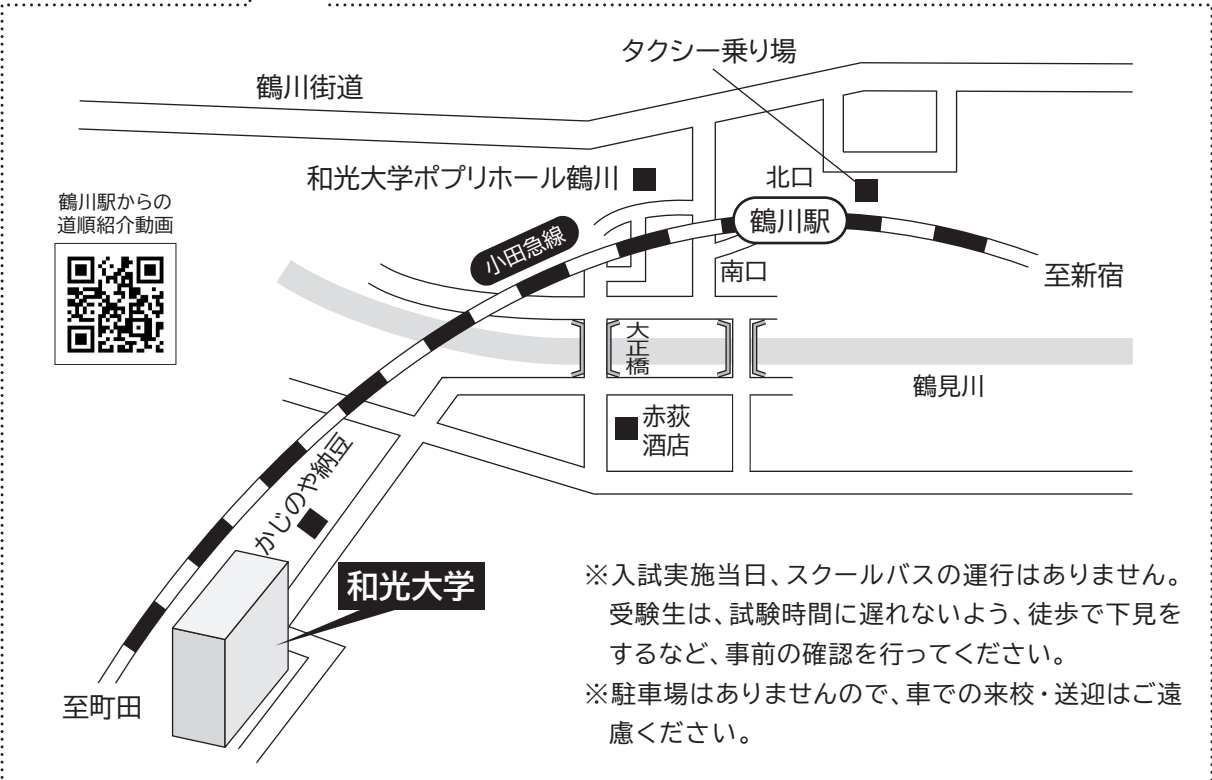 タクシー乗り場
鶴川街道
和光大学ポプリホール鶴川
北口
鶴川駅からの
道順紹介動画
小田急線
鶴川駅
南口
至新宿
大正橋
鶴見川
赤荻
酒店
かじのや納豆
和光大学
至町田
※入試実施当日、スクールバスの運行はありません。
受験生は、試験時間に遅れないよう、徒歩で下見を
するなど、事前の確認を行ってください。
※駐車場はありませんので、車での来校・送迎はご遠
慮ください。